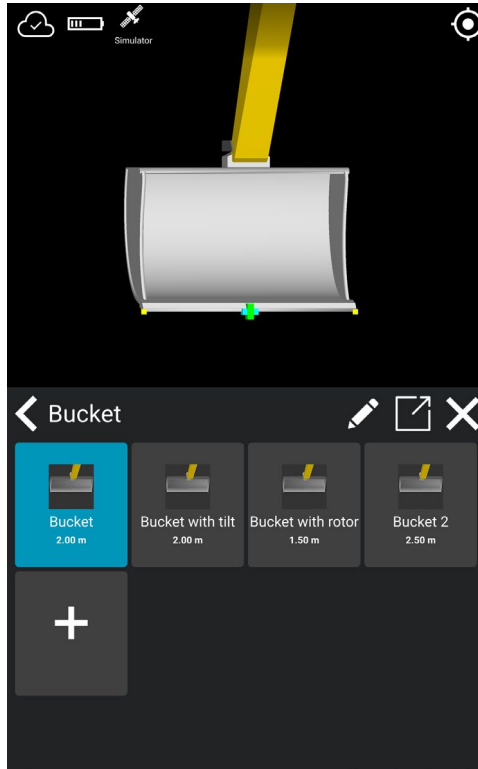 Simulator
Bucket
Bucket
2.00 m
Bucket with tilt
2.00 m
Bucket with rotor
1.50 m
Bucket 2
2.50 m